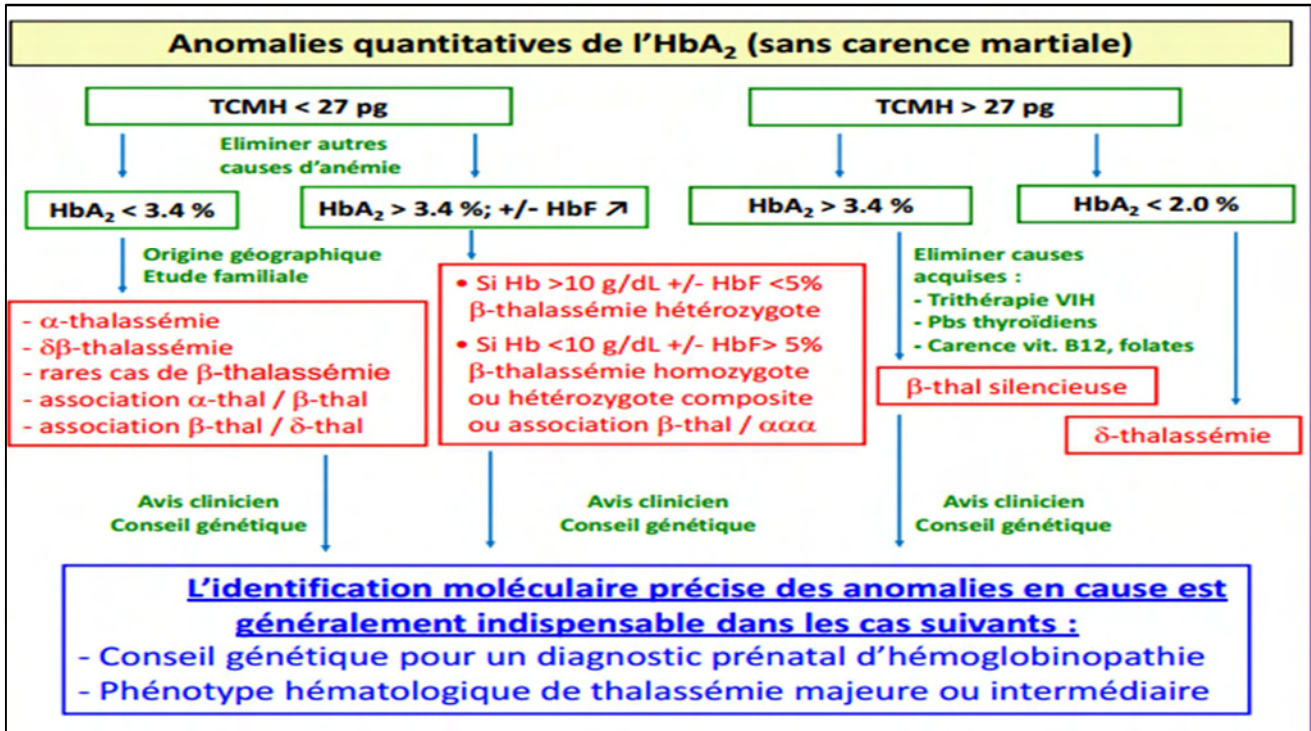 Anomalies quantitatives de l'HbA₂ (sans carence martiale)
TCMH < 27 pg
TCMH > 27 pg
Eliminer autres
causes d'anémie
HbA₂ < 3.4 %
HbA₂ > 3.4 %; +/- HbF ↗
HbA₂ > 3.4 %
HbA₂ < 2.0 %
Origine géographique
Etude familiale
Eliminer causes
acquises :
- Trithérapie VIH
- Pbs thyroïdiens
- Carence vit. B12, folates
- α-thalassémie
- δβ-thalassémie
- rares cas de β-thalassémie
- association α-thal / β-thal
- association β-thal / δ-thal
• Si Hb >10 g/dL +/- HbF <5%
β-thalassémie hétérozygote
• Si Hb <10 g/dL +/- HbF> 5%
β-thalassémie homozygote
ou hétérozygote composite
ou association β-thal / ααα
β-thal silencieuse
δ-thalassémie
Avis clinicien
Conseil génétique
Avis clinicien
Conseil génétique
Avis clinicien
Conseil génétique
L'identification moléculaire précise des anomalies en cause est
généralement indispensable dans les cas suivants :
- Conseil génétique pour un diagnostic prénatal d'hémoglobinopathie
- Phénotype hématologique de thalassémie majeure ou intermédiaire